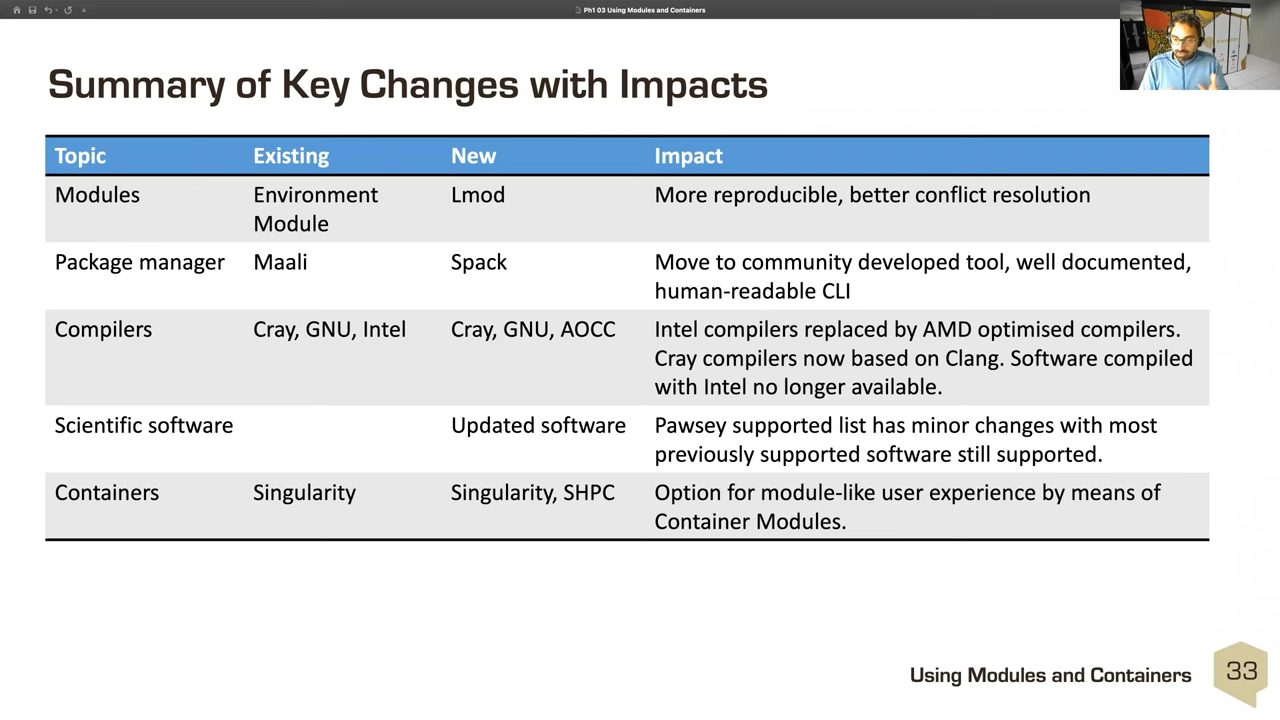 Ph1 03 Using Modules and Containers
Summary of Key Changes with Impacts
Topic Existing New Impact
Modules Environment Module Lmod More reproducible, better conflict resolution
Package manager Maali Spack Move to community developed tool, well documented,
human-readable CLI
Compilers Cray, GNU, Intel Cray, GNU, AOCC Intel compilers replaced by AMD optimised compilers.
Cray compilers now based on Clang. Software compiled
with Intel no longer available.
Scientific software Updated software Pawsey supported list has minor changes with most
previously supported software still supported.
Containers Singularity Singularity, SHPC Option for module-like user experience by means of
Container Modules.
Using Modules and Containers 33